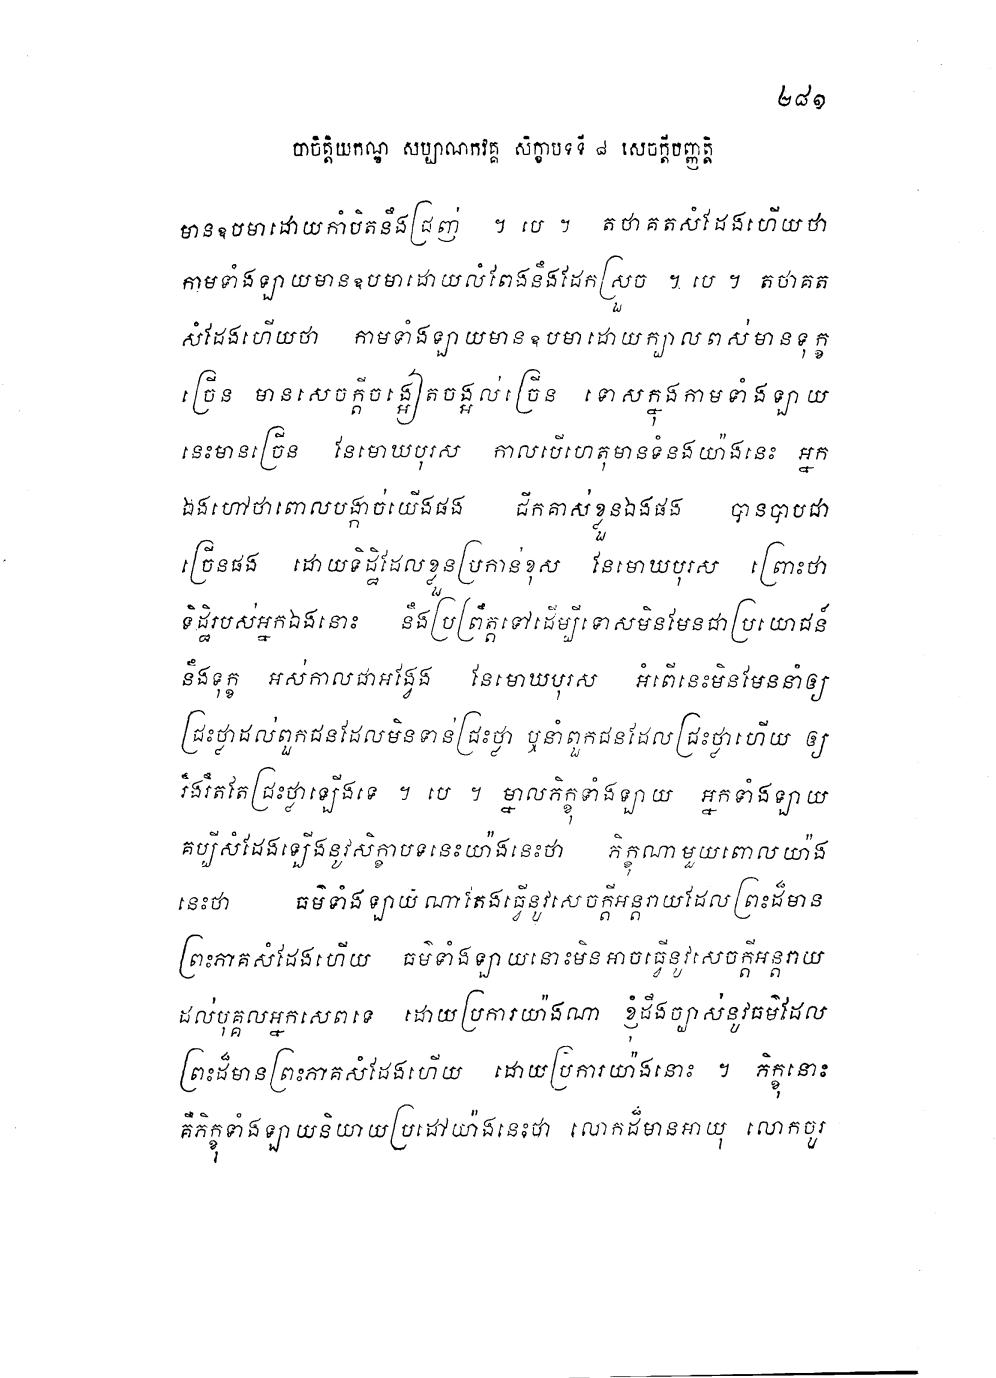 ២៨១
បាចិត្តិយកណ្ឌ សប្បាណកវគ្គ សិក្ខាបទទី ៨ សេចក្តីបញ្ញត្តិ
មានឧបមាដោយកាំបិតនឹងជ្រញ់ ។ បេ ។ តថាគតសំដែងហើយថា
កាមទាំងឡាយមានឧបមាដោយលំពែងនឹងដែកស្រួច ។ បេ ។ តថាគត
សំដែងហើយថា កាមទាំងឡាយមានឧបមាដោយក្បាលពស់មានទុក្ខ
ច្រើន មានសេចក្តីចង្អៀតចង្អល់ច្រើន ទោសក្នុងកាមទាំងឡាយ
នេះមានច្រើន នែមោឃបុរស កាលបើហេតុមានទំនងយ៉ាងនេះ អ្នក
ឯងហៅថាពោលបង្កាច់យើងផង ជីកគាស់ខ្លួនឯងផង បានបាបជា
ច្រើនផង ដោយទិដ្ឋិដែលខ្លួនប្រកាន់ខុស នែមោឃបុរស ព្រោះថា
ទិដ្ឋិរបស់អ្នកឯងនោះ នឹងប្រព្រឹត្តទៅដើម្បីទោសមិនមែនជាប្រយោជន៍
នឹងទុក្ខ អស់កាលជាអង្វែង នែមោឃបុរស អំពើនេះមិនមែននាំឲ្យ
ជ្រះថ្លាដល់ពួកជនដែលមិនទាន់ជ្រះថ្លា ឬនាំពួកជនដែលជ្រះថ្លាហើយ ឲ្យ
រឹងរឹតតែជ្រះថ្លាឡើងទេ ។ បេ ។ ម្នាលភិក្ខុទាំងឡាយ អ្នកទាំងឡាយ
គប្បីសំដែងឡើងនូវសិក្ខាបទនេះយ៉ាងនេះថា ភិក្ខុណាមួយពោលយ៉ាង
នេះថា ធម៌ទាំងឡាយណាតែងធ្វើនូវសេចក្តីអន្តរាយដែលព្រះដ៏មាន
ព្រះភាគសំដែងហើយ ធម៌ទាំងឡាយនោះមិនអាចធ្វើនូវសេចក្តីអន្តរាយ
ដល់បុគ្គលអ្នកសេពទេ ដោយប្រការយ៉ាងណា ខ្ញុំដឹងច្បាស់នូវធម៌ដែល
ព្រះដ៏មានព្រះភាគសំដែងហើយ ដោយប្រការយ៉ាងនោះ ។ ភិក្ខុនោះ
គឺភិក្ខុទាំងឡាយនិយាយប្រដៅយ៉ាងនេះថា លោកដ៏មានអាយុ លោកចូរ